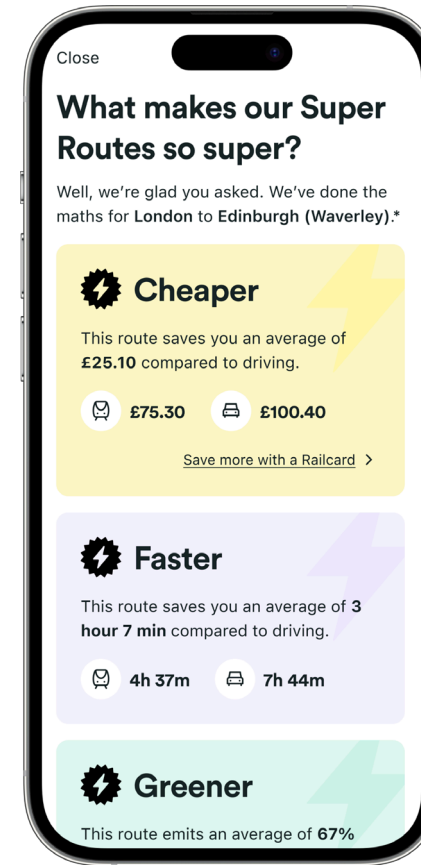 Close
What makes our Super
Routes so super?
Well, we're glad you asked. We've done the
maths for London to Edinburgh (Waverley).*
Cheaper
This route saves you an average of
£25.10 compared to driving.
£75.30 £100.40
Save more with a Railcard
Faster
This route saves you an average of 3
hour 7 min compared to driving.
4h 37m 7h 44m
Greener
This route emits an average of 67%